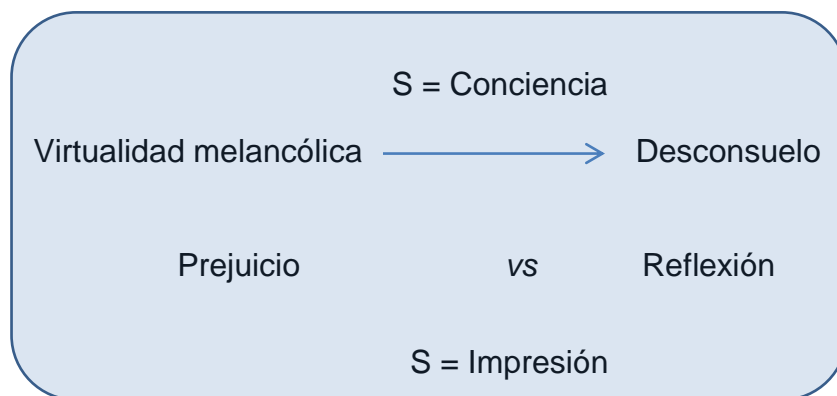 S = Conciencia
Virtualidad melancólica Desconsuelo
Prejuicio vs Reflexión
S = Impresión